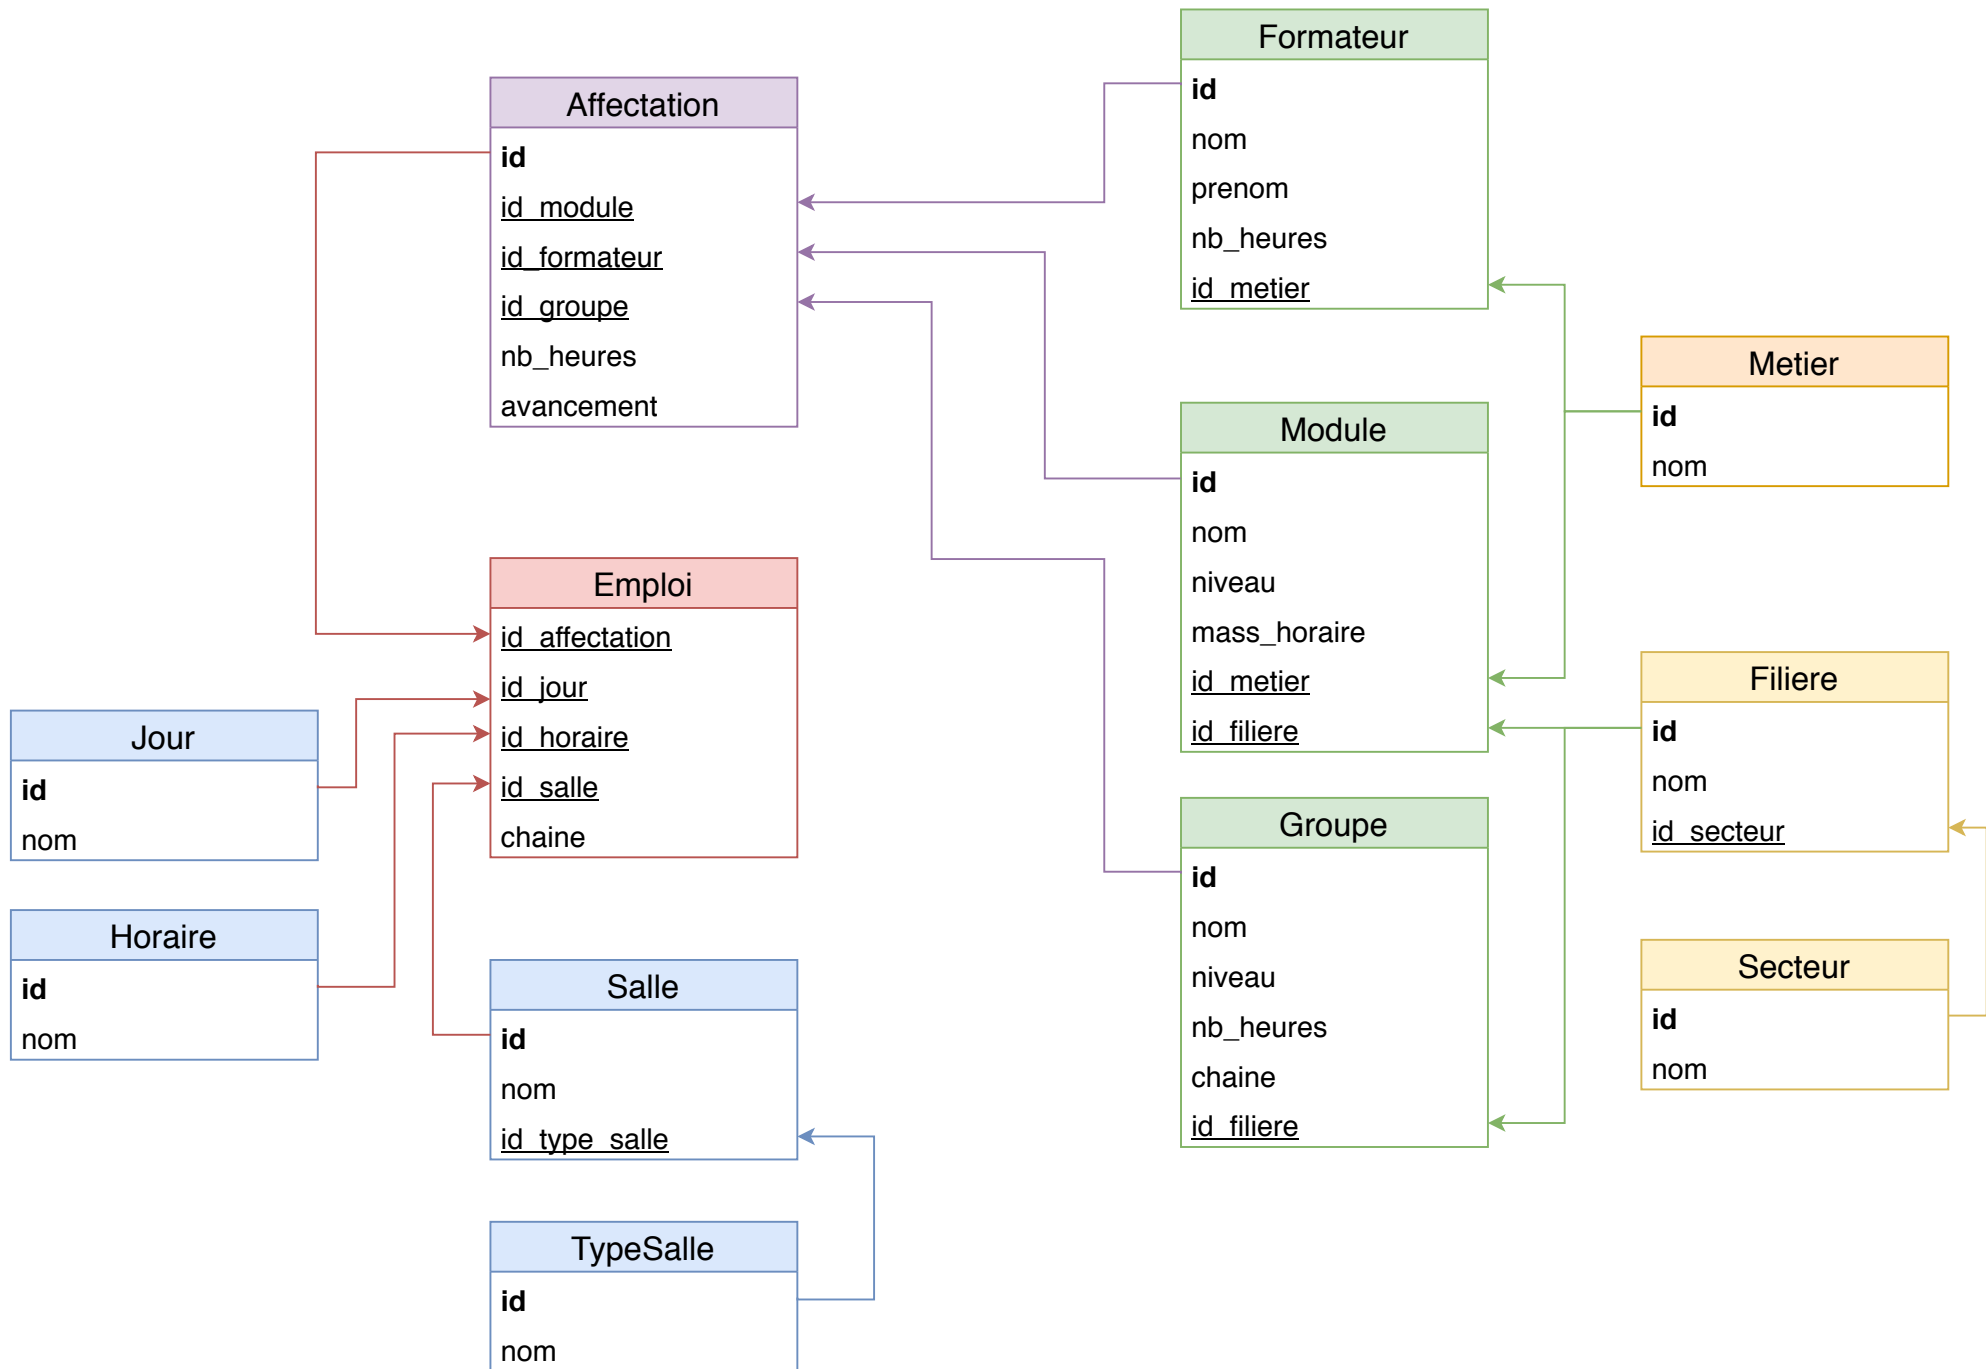 Affectation
id
id_module
id_formateur
id_groupe
nb_heures
avancement
Formateur
id
nom
prenom
nb_heures
id_metier
Metier
id
nom
Module
id
nom
niveau
mass_horaire
id_metier
id_filiere
Emploi
id_affectation
id_jour
id_horaire
id_salle
chaine
Filiere
id
nom
id_secteur
Jour
id
nom
Groupe
id
nom
niveau
nb_heures
chaine
id_filiere
Horaire
id
nom
Salle
id
nom
id_type_salle
Secteur
id
nom
TypeSalle
id
nom